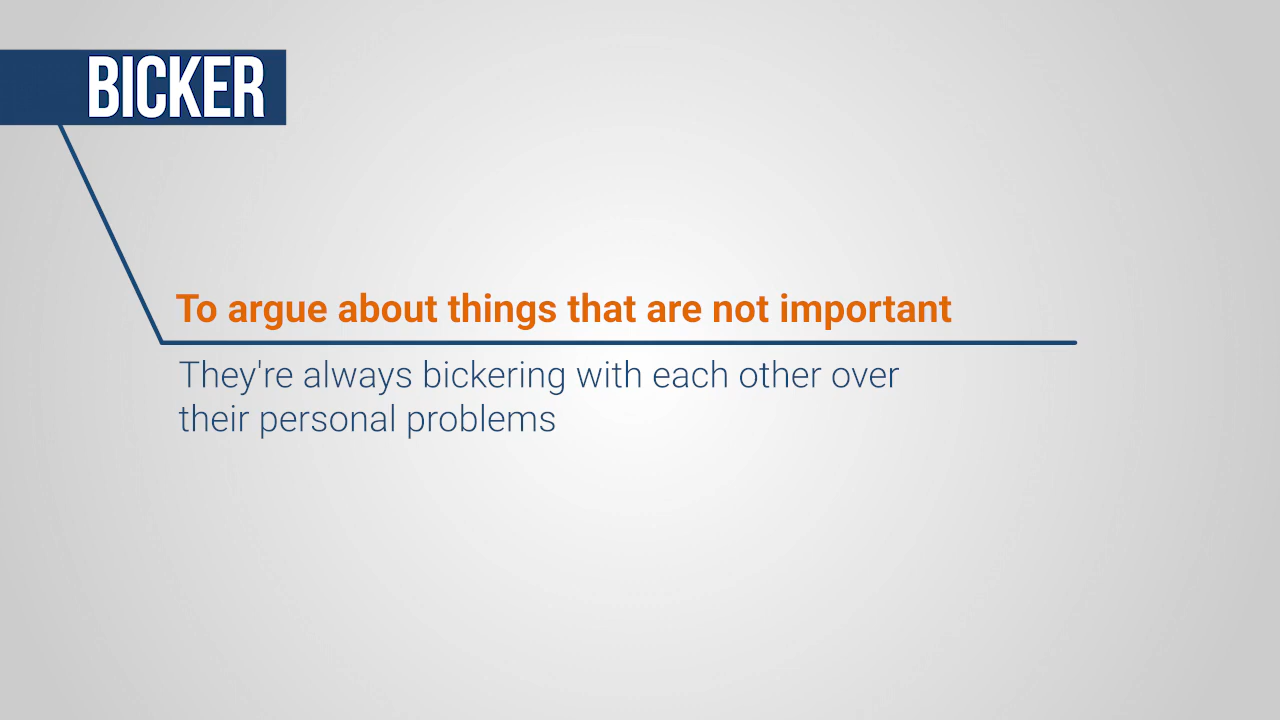 BICKER
To argue about things that are not important
They're always bickering with each other over
their personal problems